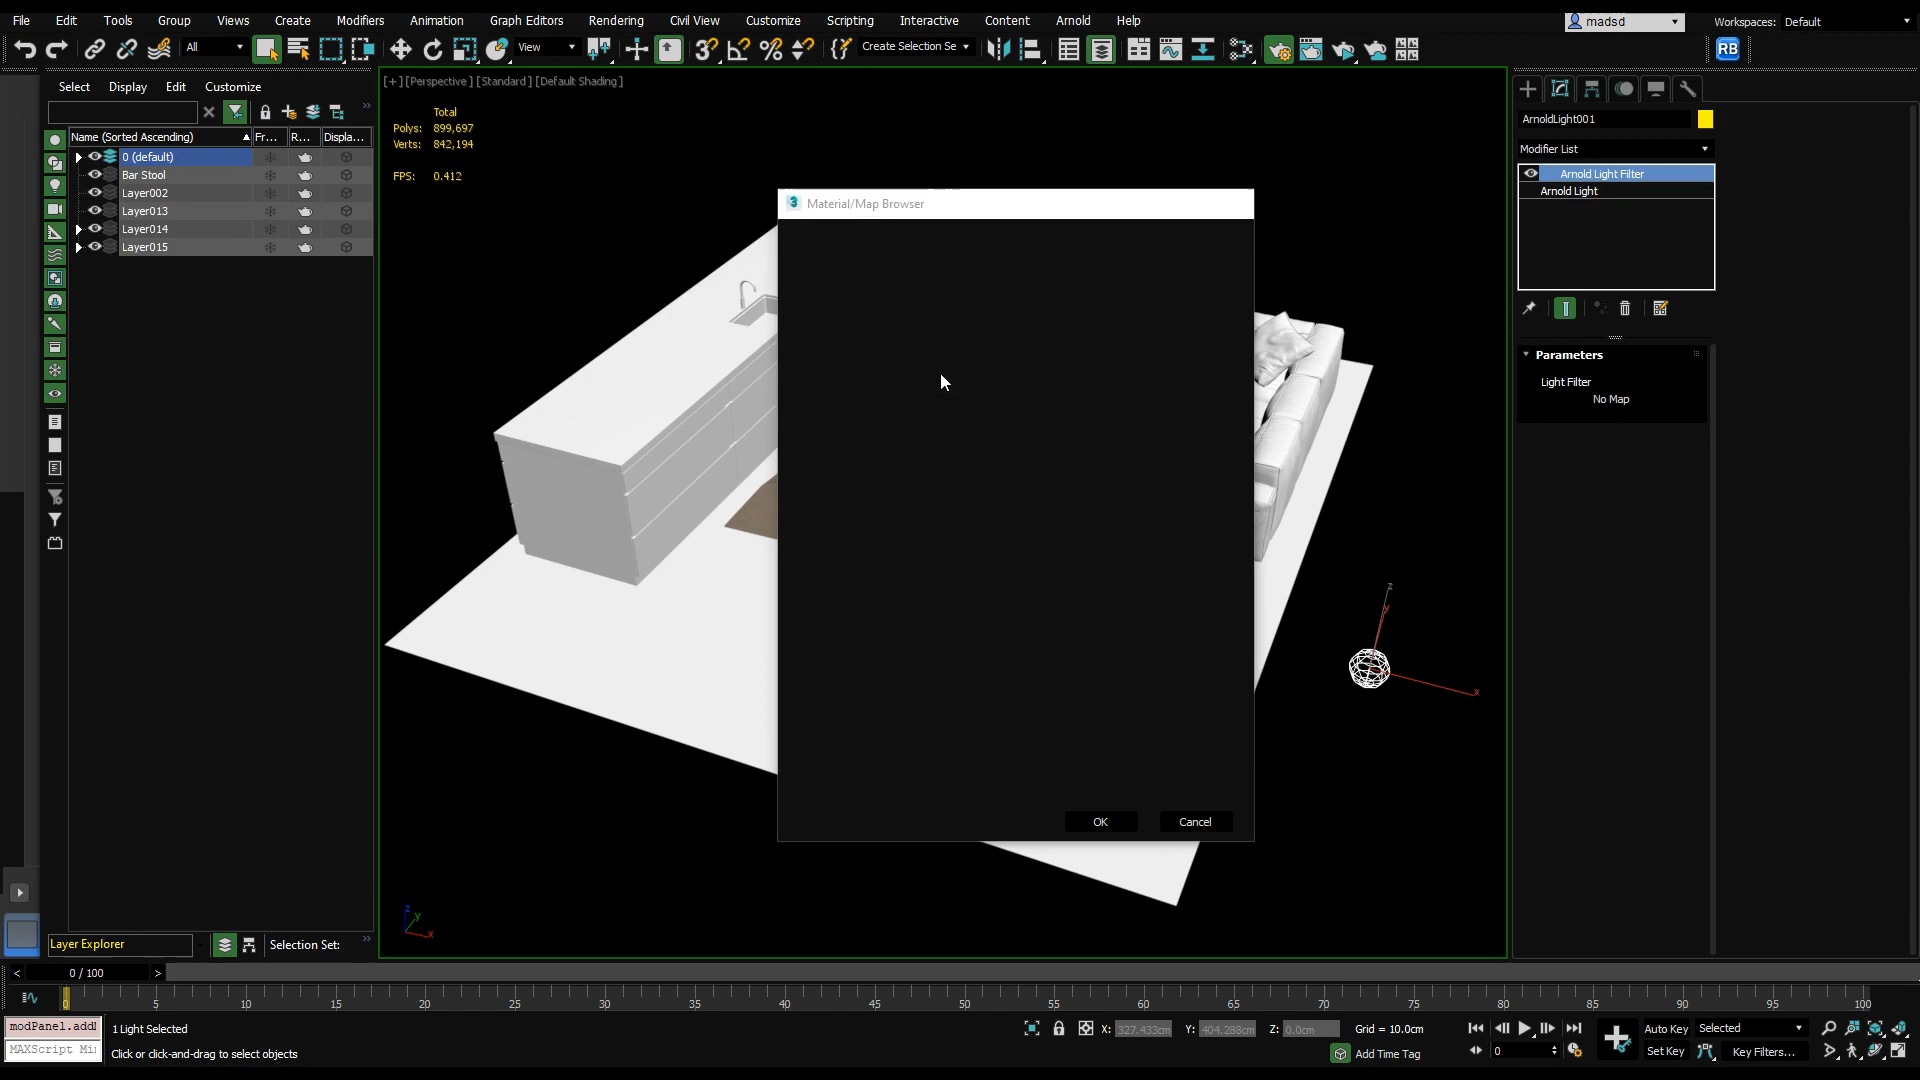 File Edit Tools Group Views Create Modifiers Animation Graph Editors Rendering Civil View Customize Scripting Interactive Content Arnold Help
madsd
Workspaces: Default
All
View
Create Selection Se
RB
Select Display Edit Customize
[+] [Perspective] [Standard] [Default Shading]
Name (Sorted Ascending) Fr... R... Displa...
0 (default)
Bar Stool
Layer002
Layer013
Layer014
Layer015
Total
Polys: 899,697
Verts: 842,194
FPS: 0.412
3 Material/Map Browser
OK Cancel
ArnoldLight001
Modifier List
Arnold Light Filter
Arnold Light
Parameters
Light Filter
No Map
z
y
x
z
y
x
Layer Explorer
Selection Set:
< 0 / 100 >
0 5 10 15 20 25 30 35 40 45 50 55 60 65 70 75 80 85 90 95 100
modPanel.addM
MAXScript Mi
1 Light Selected
Click or click-and-drag to select objects
X: 327.433cm Y: 404.288cm Z: 0.0cm Grid = 10.0cm
Add Time Tag
0
Auto Key Selected
Set Key Key Filters...